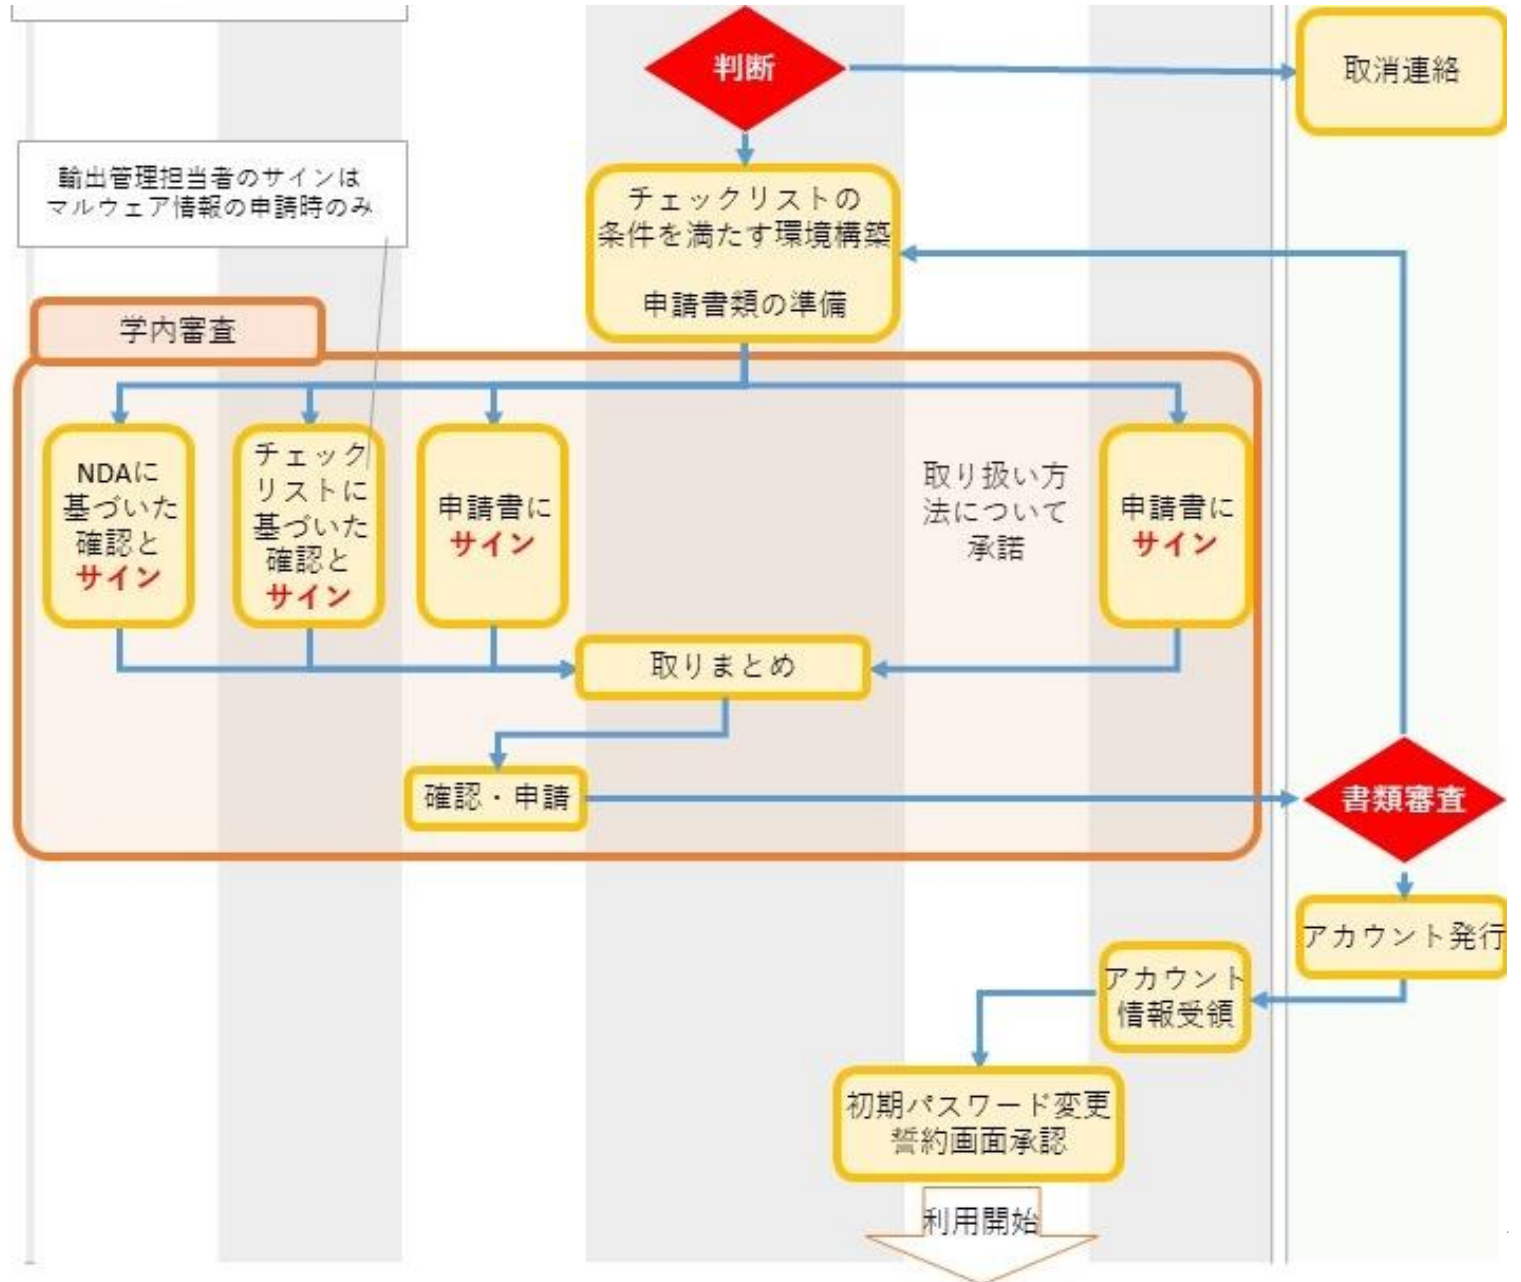 判断
取消連絡
輸出管理担当者のサインは
マルウェア情報の申請時のみ
チェックリストの
条件を満たす環境構築
申請書類の準備
学内審査
NDAに
基づいた
確認と
サイン
チェック
リストに
基づいた
確認と
サイン
申請書に
サイン
取り扱い方
法について
承諾
申請書に
サイン
取りまとめ
確認・申請
書類審査
アカウント発行
アカウント
情報受領
初期パスワード変更
誓約画面承認
利用開始